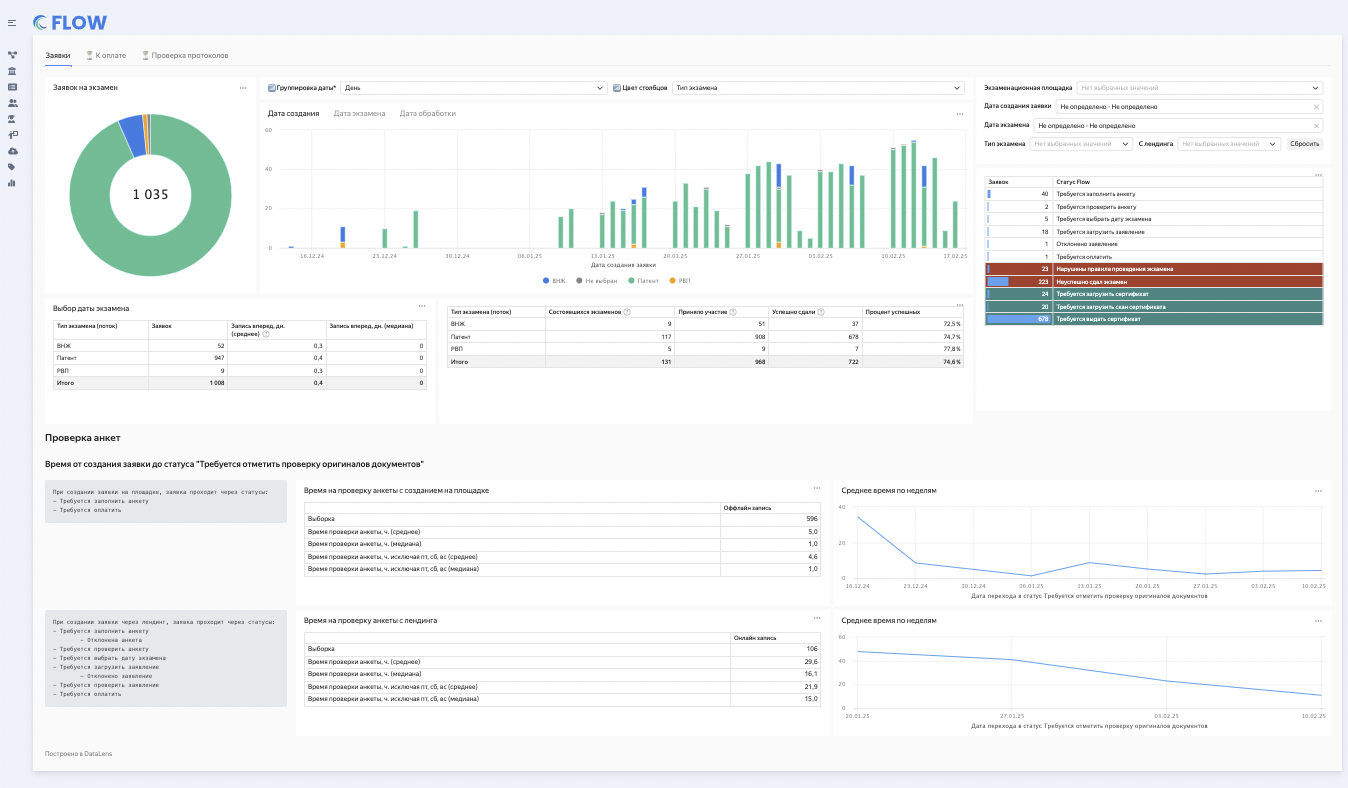 FLOW
Заявки К оплате Проверка протоколов
Заявок на экзамен
1 035
Группировка даты* День Цвет столбцов Тип экзамена
Дата создания Дата экзамена Дата обработки
60
40
20
0
16.12.24 23.12.24 30.12.24 06.01.25 13.01.25 20.01.25 27.01.25 03.02.25 10.02.25 17.02.25
Дата создания заявки
ВНЖ Не выбран Патент РВП
Экзаменационная площадка Нет выбранных значений
Дата создания заявки Не определено - Не определено
Дата экзамена Не определено - Не определено
Тип экзамена Нет выбранных значений С лендинга Нет выбранных значений Сбросить
Заявок Статус Flow
40 Требуется заполнить анкету
2 Требуется проверить анкету
5 Требуется выбрать дату экзамена
18 Требуется загрузить заявление
1 Отклонено заявление
1 Требуется оплатить
23 Нарушены правила проведения экзамена
223 Неуспешно сдал экзамен
24 Требуется загрузить сертификат
20 Требуется загрузить скан сертификата
678 Требуется выдать сертификат
Выбор даты экзамена
Тип экзамена (поток) Заявок Запись вперед, дн. (среднее) Запись вперед, дн. (медиана)
ВНЖ 52 0,3 0
Патент 947 0,4 0
РВП 9 0,3 0
Итого 1 008 0,4 0
Тип экзамена (поток) Состоявшихся экзаменов Приняло участие Успешно сдали Процент успешных
ВНЖ 9 51 37 72,5%
Патент 117 908 678 74,7%
РВП 5 9 7 77,8%
Итого 131 968 722 74,6%
Проверка анкет
Время от создания заявки до статуса "Требуется отметить проверку оригиналов документов"
При создании заявки на площадке, заявка проходит через статусы:
– Требуется заполнить анкету
– Требуется оплатить
Время на проверку анкеты с созданием на площадке
Оффлайн запись
Выборка 596
Время проверки анкеты, ч. (среднее) 5,0
Время проверки анкеты, ч. (медиана) 1,0
Время проверки анкеты, ч. исключая пт, сб, вс (среднее) 4,6
Время проверки анкеты, ч. исключая пт, сб, вс (медиана) 1,0
Среднее время по неделям
40
20
0
16.12.24 23.12.24 30.12.24 06.01.25 13.01.25 20.01.25 27.01.25 03.02.25 10.02.25
Дата перехода в статус Требуется отметить проверку оригиналов документов
При создании заявки через лендинг, заявка проходит через статусы:
– Требуется заполнить анкету
– Отклонена анкета
– Требуется проверить анкету
– Требуется выбрать дату экзамена
– Требуется загрузить заявление
– Отклонено заявление
– Требуется проверить заявление
– Требуется оплатить
Время на проверку анкеты с лендинга
Онлайн запись
Выборка 106
Время проверки анкеты, ч. (среднее) 29,6
Время проверки анкеты, ч. (медиана) 16,1
Время проверки анкеты, ч. исключая пт, сб, вс (среднее) 21,9
Время проверки анкеты, ч. исключая пт, сб, вс (медиана) 15,0
Среднее время по неделям
60
40
20
0
20.01.25 27.01.25 03.02.25 10.02.25
Дата перехода в статус Требуется отметить проверку оригиналов документов
Построено в DataLens